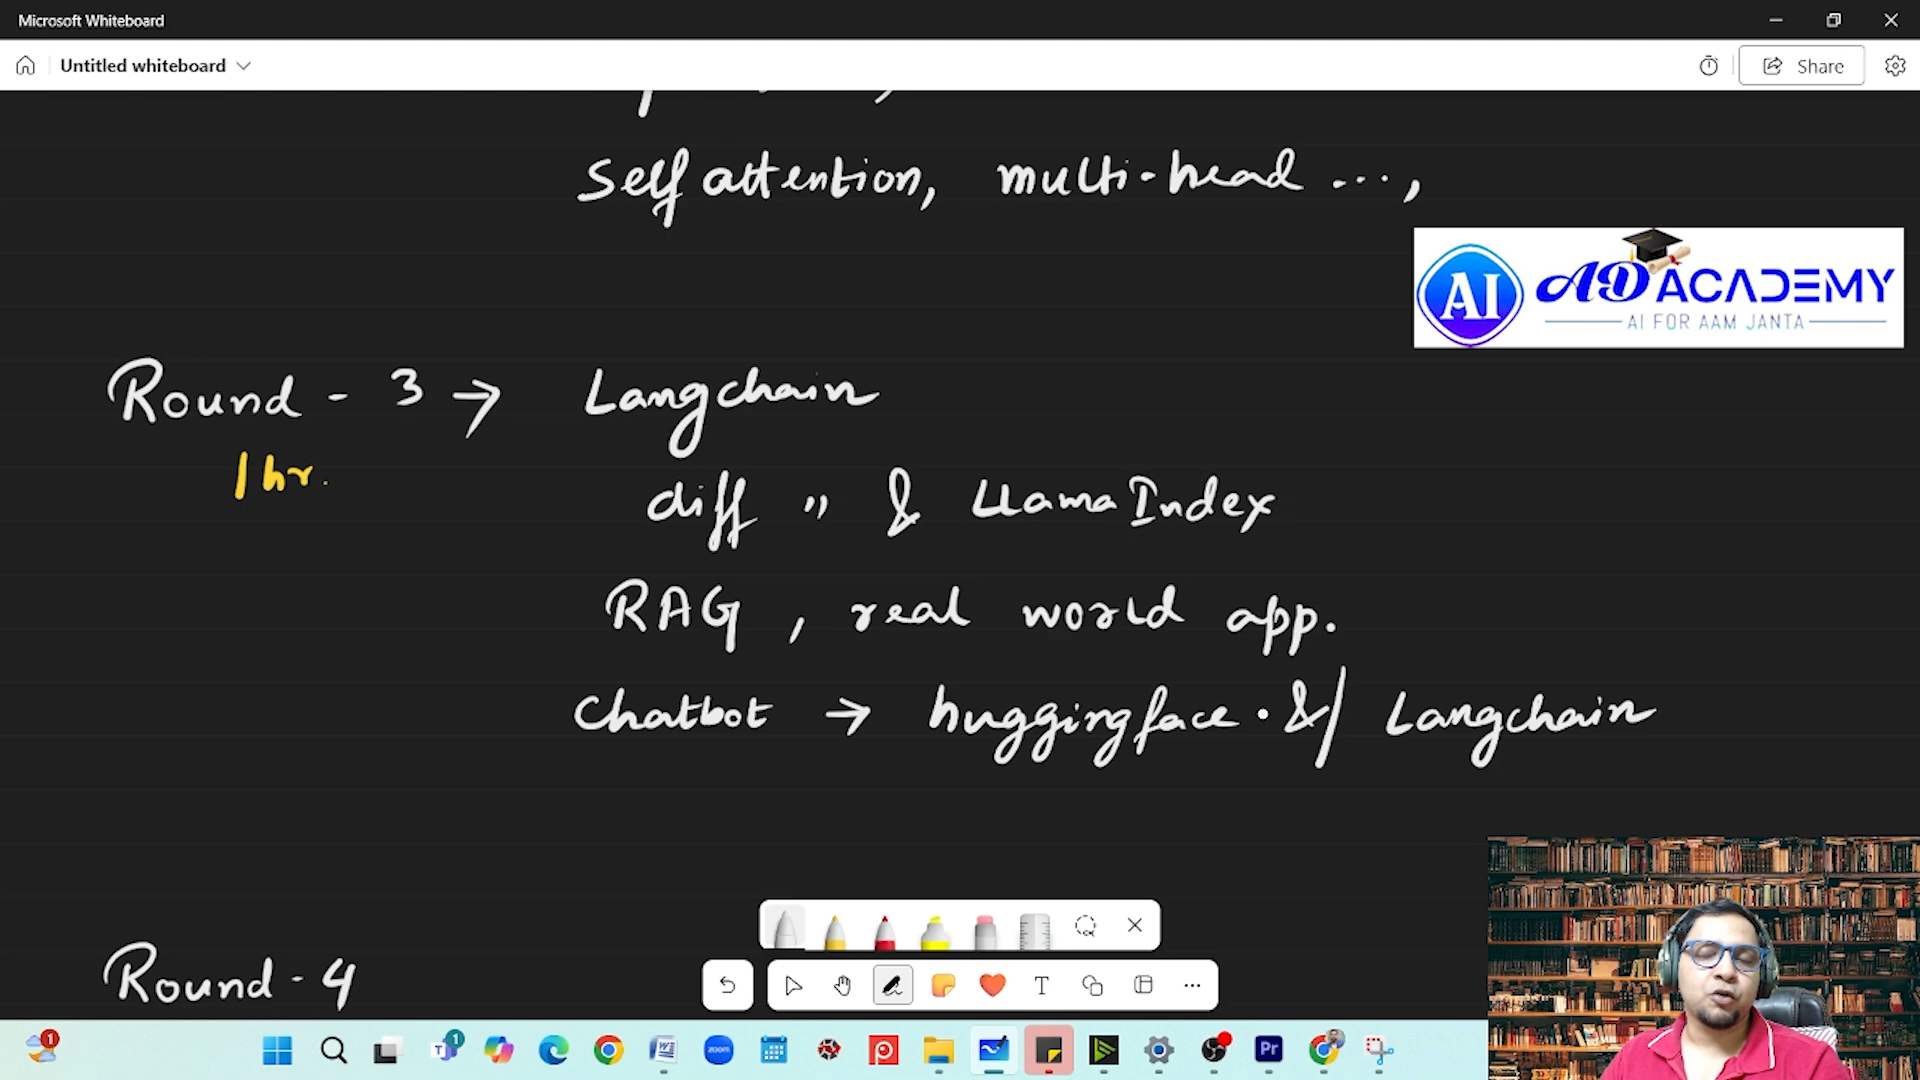 Microsoft Whiteboard
Untitled whiteboard
Share
Self attention, multi-head ...,
AI AD ACADEMY
AI FOR AAM JANTA
Round - 3 → Langchain
1 hr.
diff " & LLama Index
RAG, real world app.
Chatbot → huggingface. &/ Langchain
Round - 4